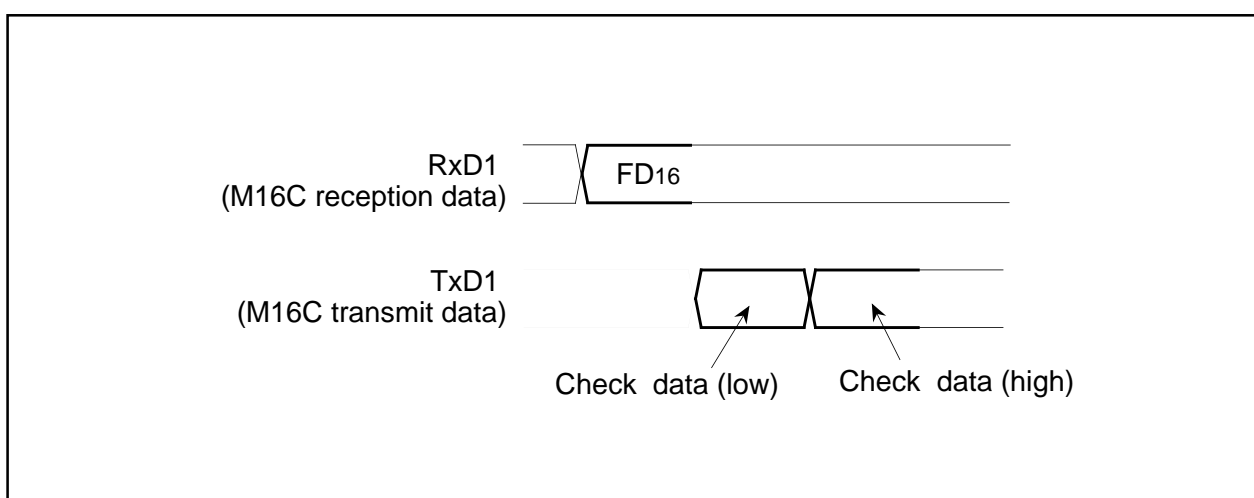 RxD1
(M16C reception data)
FD16
TxD1
(M16C transmit data)
Check data (low)
Check data (high)